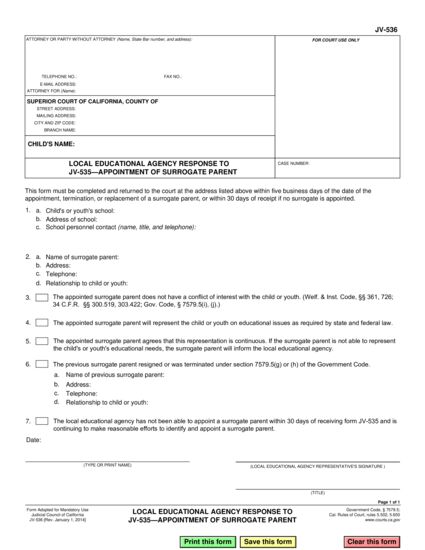 JV-536
ATTORNEY OR PARTY WITHOUT ATTORNEY (Name, State Bar number, and address):
FOR COURT USE ONLY
TELEPHONE NO.: FAX NO.:
E-MAIL ADDRESS:
ATTORNEY FOR (Name):
SUPERIOR COURT OF CALIFORNIA, COUNTY OF
STREET ADDRESS:
MAILING ADDRESS:
CITY AND ZIP CODE:
BRANCH NAME:
CHILD'S NAME:
LOCAL EDUCATIONAL AGENCY RESPONSE TO
JV-535—APPOINTMENT OF SURROGATE PARENT
CASE NUMBER:
This form must be completed and returned to the court at the address listed above within five business days of the date of the
appointment, termination, or replacement of a surrogate parent, or within 30 days of receipt if no surrogate is appointed.
1. a. Child's or youth's school:
b. Address of school:
c. School personnel contact (name, title, and telephone):
2. a. Name of surrogate parent:
b. Address:
c. Telephone:
d. Relationship to child or youth:
3. The appointed surrogate parent does not have a conflict of interest with the child or youth. (Welf. & Inst. Code, §§ 361, 726;
34 C.F.R. §§ 300.519, 303.422; Gov. Code, § 7579.5(i), (j).)
4. The appointed surrogate parent will represent the child or youth on educational issues as required by state and federal law.
5. The appointed surrogate parent agrees that this representation is continuous. If the surrogate parent is not able to represent
the child's or youth's educational needs, the surrogate parent will inform the local educational agency.
6. The previous surrogate parent resigned or was terminated under section 7579.5(g) or (h) of the Government Code.
a. Name of previous surrogate parent:
b. Address:
c. Telephone:
d. Relationship to child or youth:
7. The local educational agency has not been able to appoint a surrogate parent within 30 days of receiving form JV-535 and is
continuing to make reasonable efforts to identify and appoint a surrogate parent.
Date:
(TYPE OR PRINT NAME)
(LOCAL EDUCATIONAL AGENCY REPRESENTATIVE'S SIGNATURE )
(TITLE)
Page 1 of 1
Form Adopted for Mandatory Use
Judicial Council of California
JV-536 [Rev. January 1, 2014]
LOCAL EDUCATIONAL AGENCY RESPONSE TO
JV-535—APPOINTMENT OF SURROGATE PARENT
Government Code, § 7579.5;
Cal. Rules of Court, rules 5.502, 5.650
www.courts.ca.gov
Print this form
Save this form
Clear this form